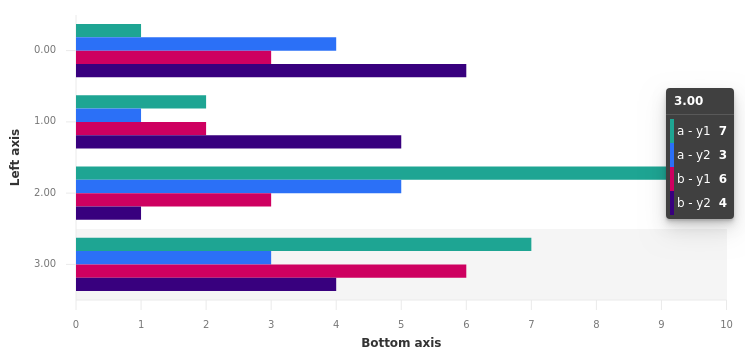 0.00
1.00
2.00
3.00
Left axis
3.00
a - y1 7
a - y2 3
b - y1 6
b - y2 4
0 1 2 3 4 5 6 7 8 9 10
Bottom axis